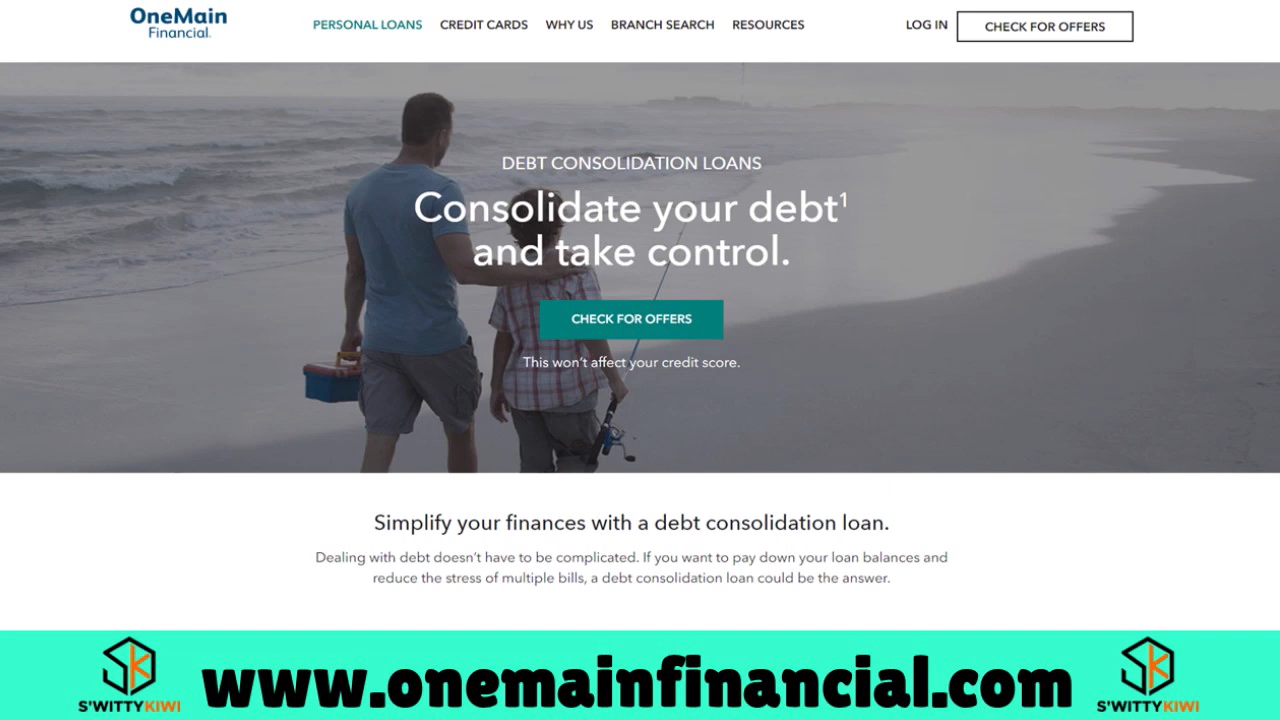 OneMain
Financial.
PERSONAL LOANS CREDIT CARDS WHY US BRANCH SEARCH RESOURCES LOG IN CHECK FOR OFFERS
DEBT CONSOLIDATION LOANS
Consolidate your debt¹
and take control.
CHECK FOR OFFERS
This won't affect your credit score.
Simplify your finances with a debt consolidation loan.
Dealing with debt doesn't have to be complicated. If you want to pay down your loan balances and
reduce the stress of multiple bills, a debt consolidation loan could be the answer.
SK
S'WITTYKIWI
www.onemainfinancial.com
SK
S'WITTYKIWI